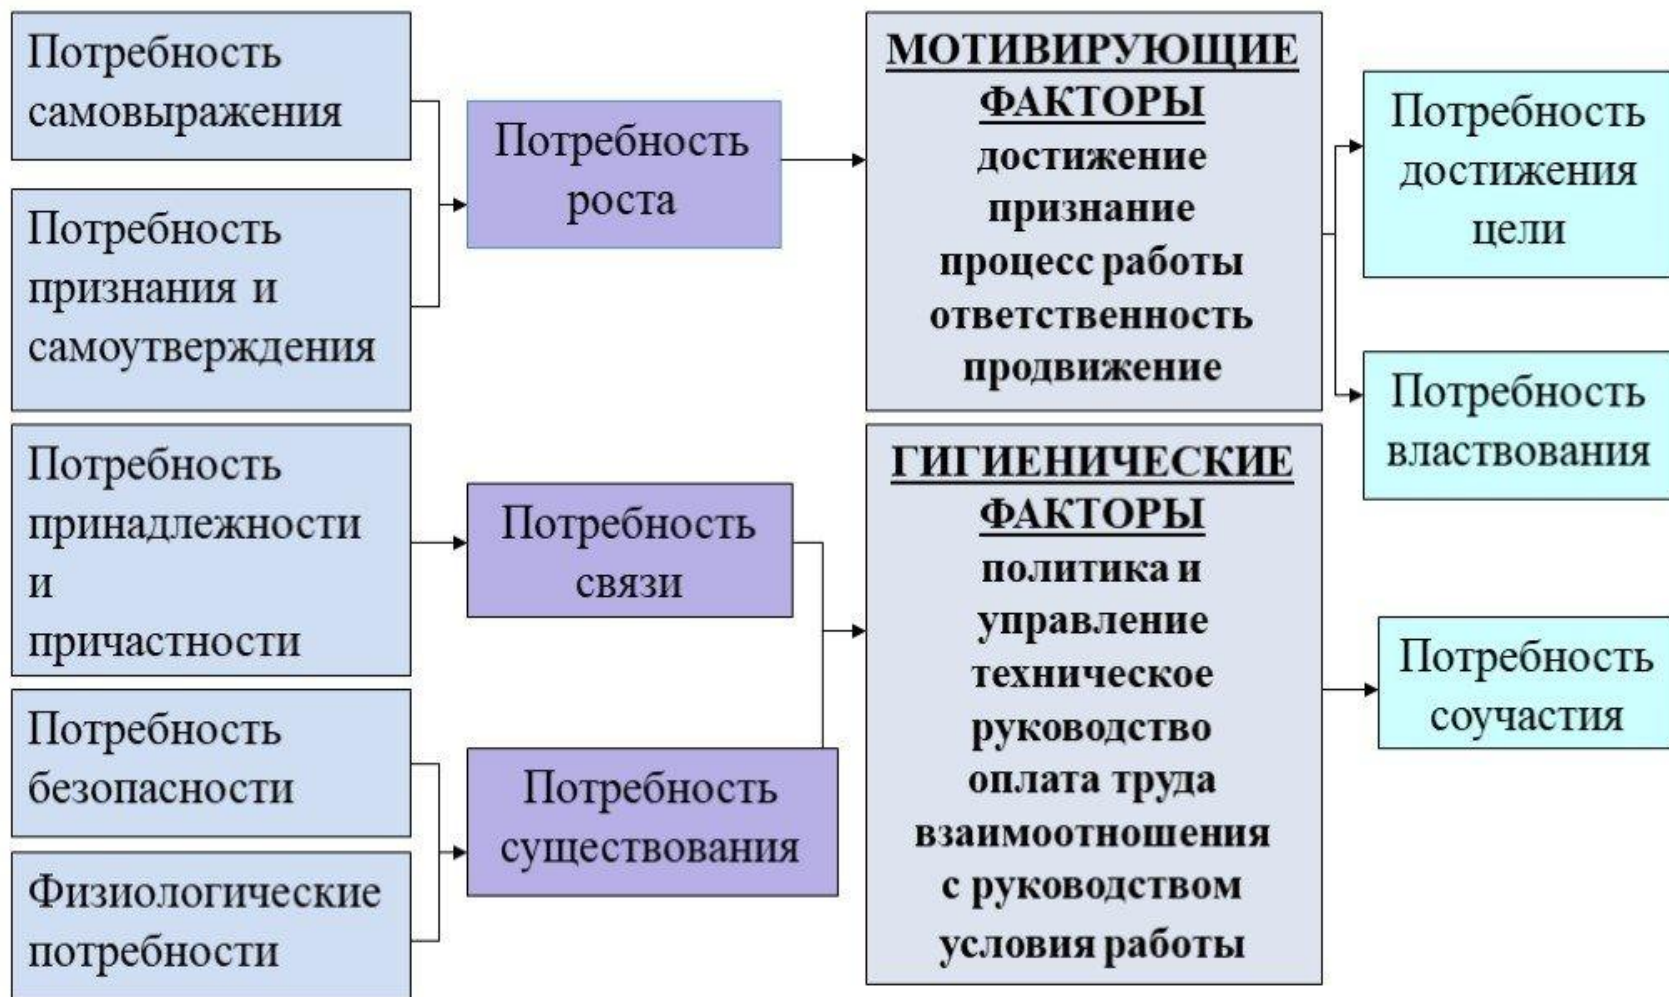 Потребность
самовыражения
Потребность
признания и
самоутверждения
Потребность
принадлежности
и
причастности
Потребность
безопасности
Физиологические
потребности
Потребность
роста
Потребность
связи
Потребность
существования
МОТИВИРУЮЩИЕ
ФАКТОРЫ
достижение
признание
процесс работы
ответственность
продвижение
ГИГИЕНИЧЕСКИЕ
ФАКТОРЫ
политика и
управление
техническое
руководство
оплата труда
взаимоотношения
с руководством
условия работы
Потребность
достижения
цели
Потребность
властвования
Потребность
соучастия